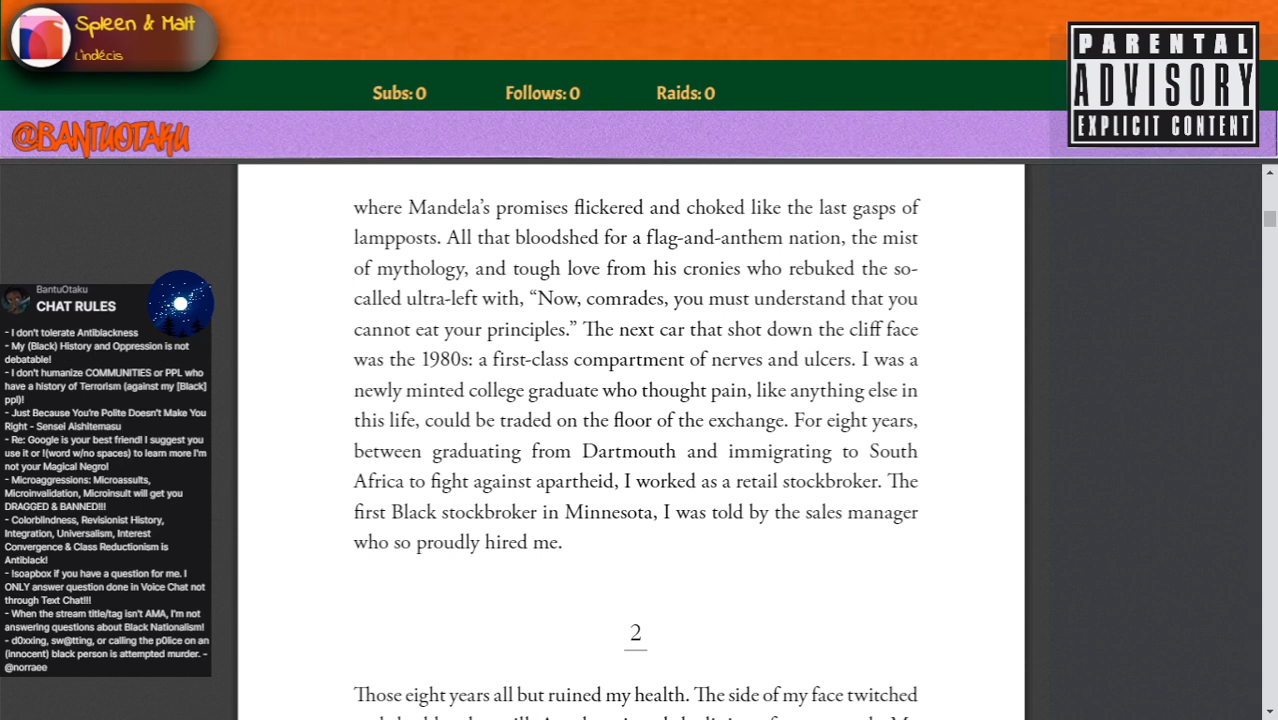 Spleen & Malt
L'indécis
Subs: 0 Follows: 0 Raids: 0
PARENTAL
ADVISORY
EXPLICIT CONTENT
@BANTUOTAKU
BantuOtaku
CHAT RULES
- I don't tolerate Antiblackness
- My (Black) History and Oppression is not
debatable!
- I don't humanize COMMUNITIES or PPL who
have a history of Terrorism (against my [Black]
ppl)!
- Just Because You're Polite Doesn't Make You
Right - Sensei Aishitemasu
- Re: Google is your best friend! I suggest you
use it or !(word w/no spaces) to learn more I'm
not your Magical Negro!
- Microaggressions: Microassults,
Microinvalidation, Microinsult will get you
DRAGGED & BANNED!!!
- Colorblindness, Revisionist History,
Integration, Universalism, Interest
Convergence & Class Reductionism is
Antiblack!
- !soapbox if you have a question for me. I
ONLY answer question done in Voice Chat not
through Text Chat!!!
- When the stream title/tag isn't AMA, I'm not
answering questions about Black Nationalism!
- d0xxing, sw@tting, or calling the p0lice on an
(innocent) black person is attempted murder. -
@norraee
where Mandela's promises flickered and choked like the last gasps of
lampposts. All that bloodshed for a flag-and-anthem nation, the mist
of mythology, and tough love from his cronies who rebuked the so-
called ultra-left with, “Now, comrades, you must understand that you
cannot eat your principles.” The next car that shot down the cliff face
was the 1980s: a first-class compartment of nerves and ulcers. I was a
newly minted college graduate who thought pain, like anything else in
this life, could be traded on the floor of the exchange. For eight years,
between graduating from Dartmouth and immigrating to South
Africa to fight against apartheid, I worked as a retail stockbroker. The
first Black stockbroker in Minnesota, I was told by the sales manager
who so proudly hired me.
2
Those eight years all but ruined my health. The side of my face twitched